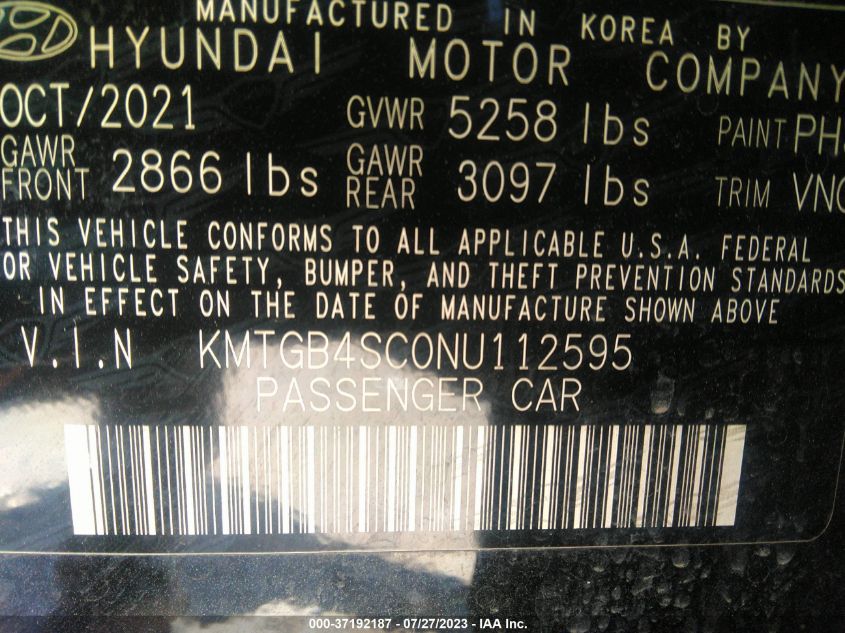 MANUFACTURED IN KOREA BY
HYUNDAI MOTOR COMPANY
OCT/2021 GVWR 5258 lbs PAINT
GAWR FRONT 2866 lbs GAWR REAR 3097 lbs TRIM
THIS VEHICLE CONFORMS TO ALL APPLICABLE U.S.A. FEDERAL
OR VEHICLE SAFETY, BUMPER, AND THEFT PREVENTION STANDARDS
IN EFFECT ON THE DATE OF MANUFACTURE SHOWN ABOVE
V.I.N KMTGB4SC0NU112595
PASSENGER CAR
000-37192187 - 07/27/2023 - IAA Inc.